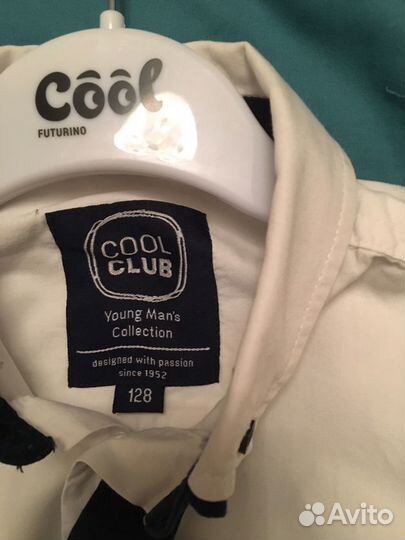 Cool
FUTURINO
COOL
CLUB
Young Man's
Collection
designed with passion
since 1952
128
Avito